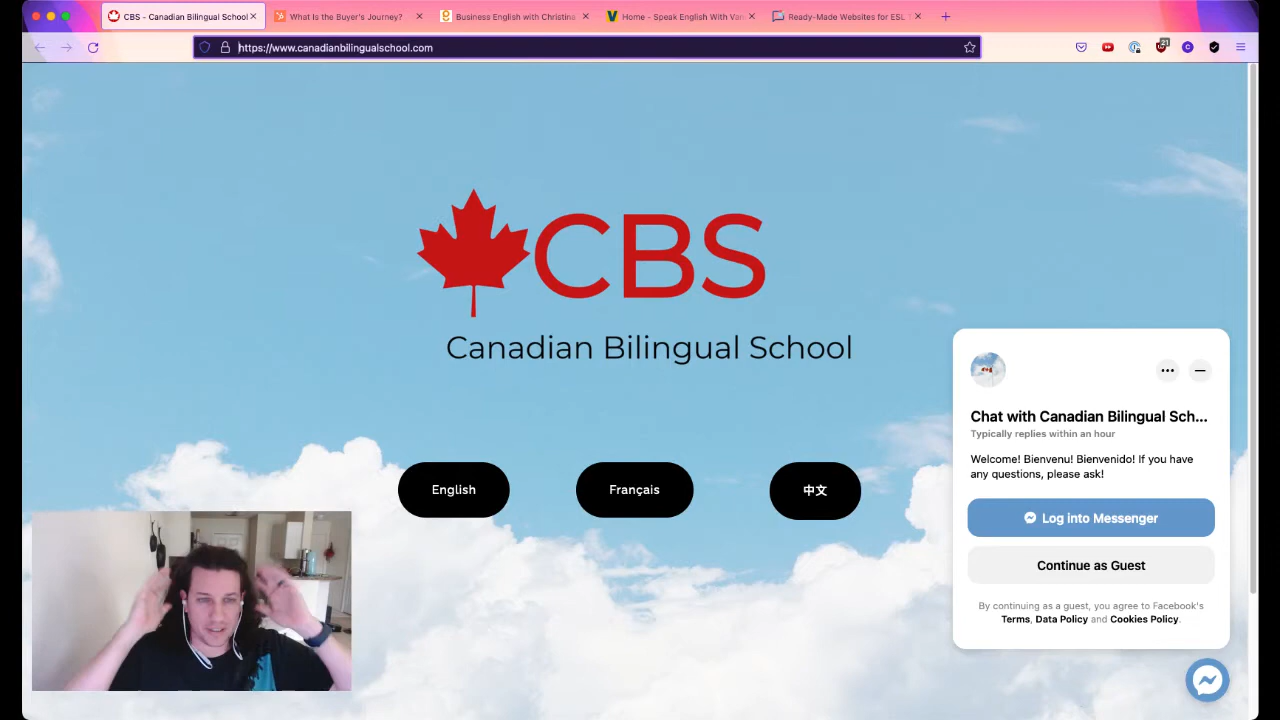 CBS - Canadian Bilingual School
What Is the Buyer's Journey?
Business English with Christina
Home - Speak English With Van
Ready-Made Websites for ESL T
https://www.canadianbilingualschool.com
21
CBS
Canadian Bilingual School
English
Français
中文
Chat with Canadian Bilingual Sch...
Typically replies within an hour
Welcome! Bienvenu! Bienvenido! If you have
any questions, please ask!
Log into Messenger
Continue as Guest
By continuing as a guest, you agree to Facebook's
Terms, Data Policy and Cookies Policy.